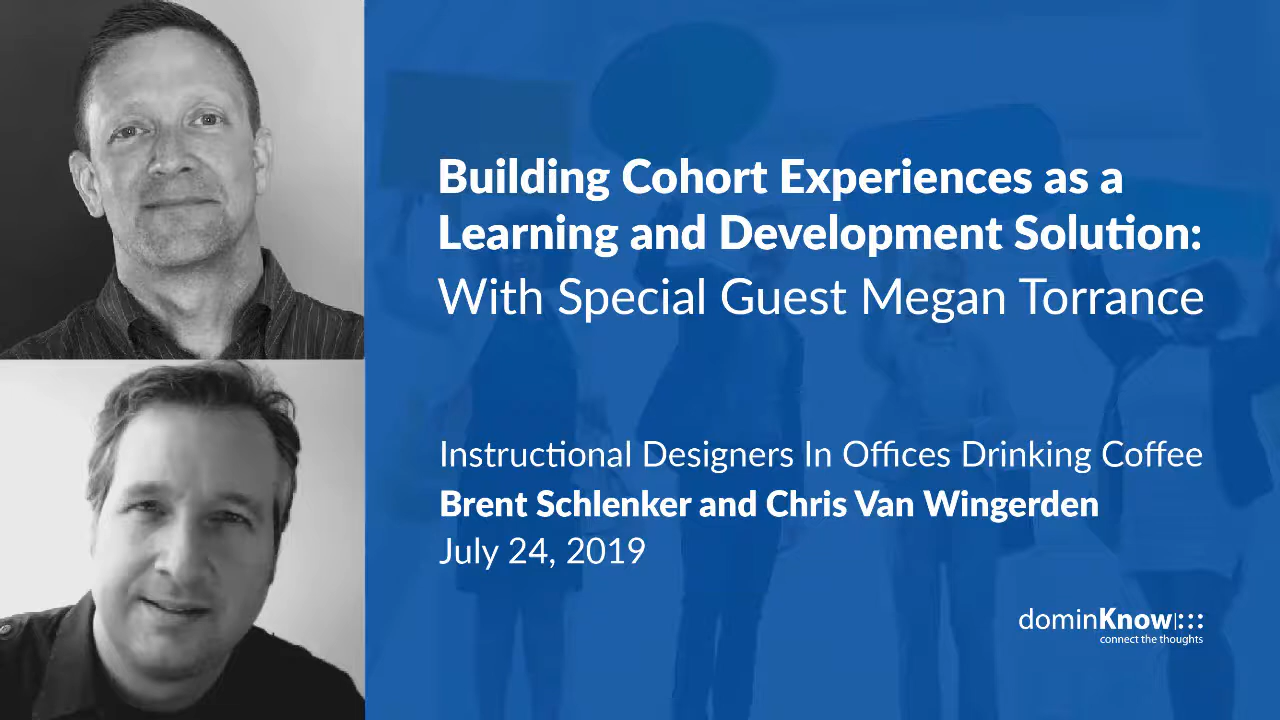 Building Cohort Experiences as a
Learning and Development Solution:
With Special Guest Megan Torrance
Instructional Designers In Offices Drinking Coffee
Brent Schlenker and Chris Van Wingerden
July 24, 2019
dominKnow|:::
connect the thoughts